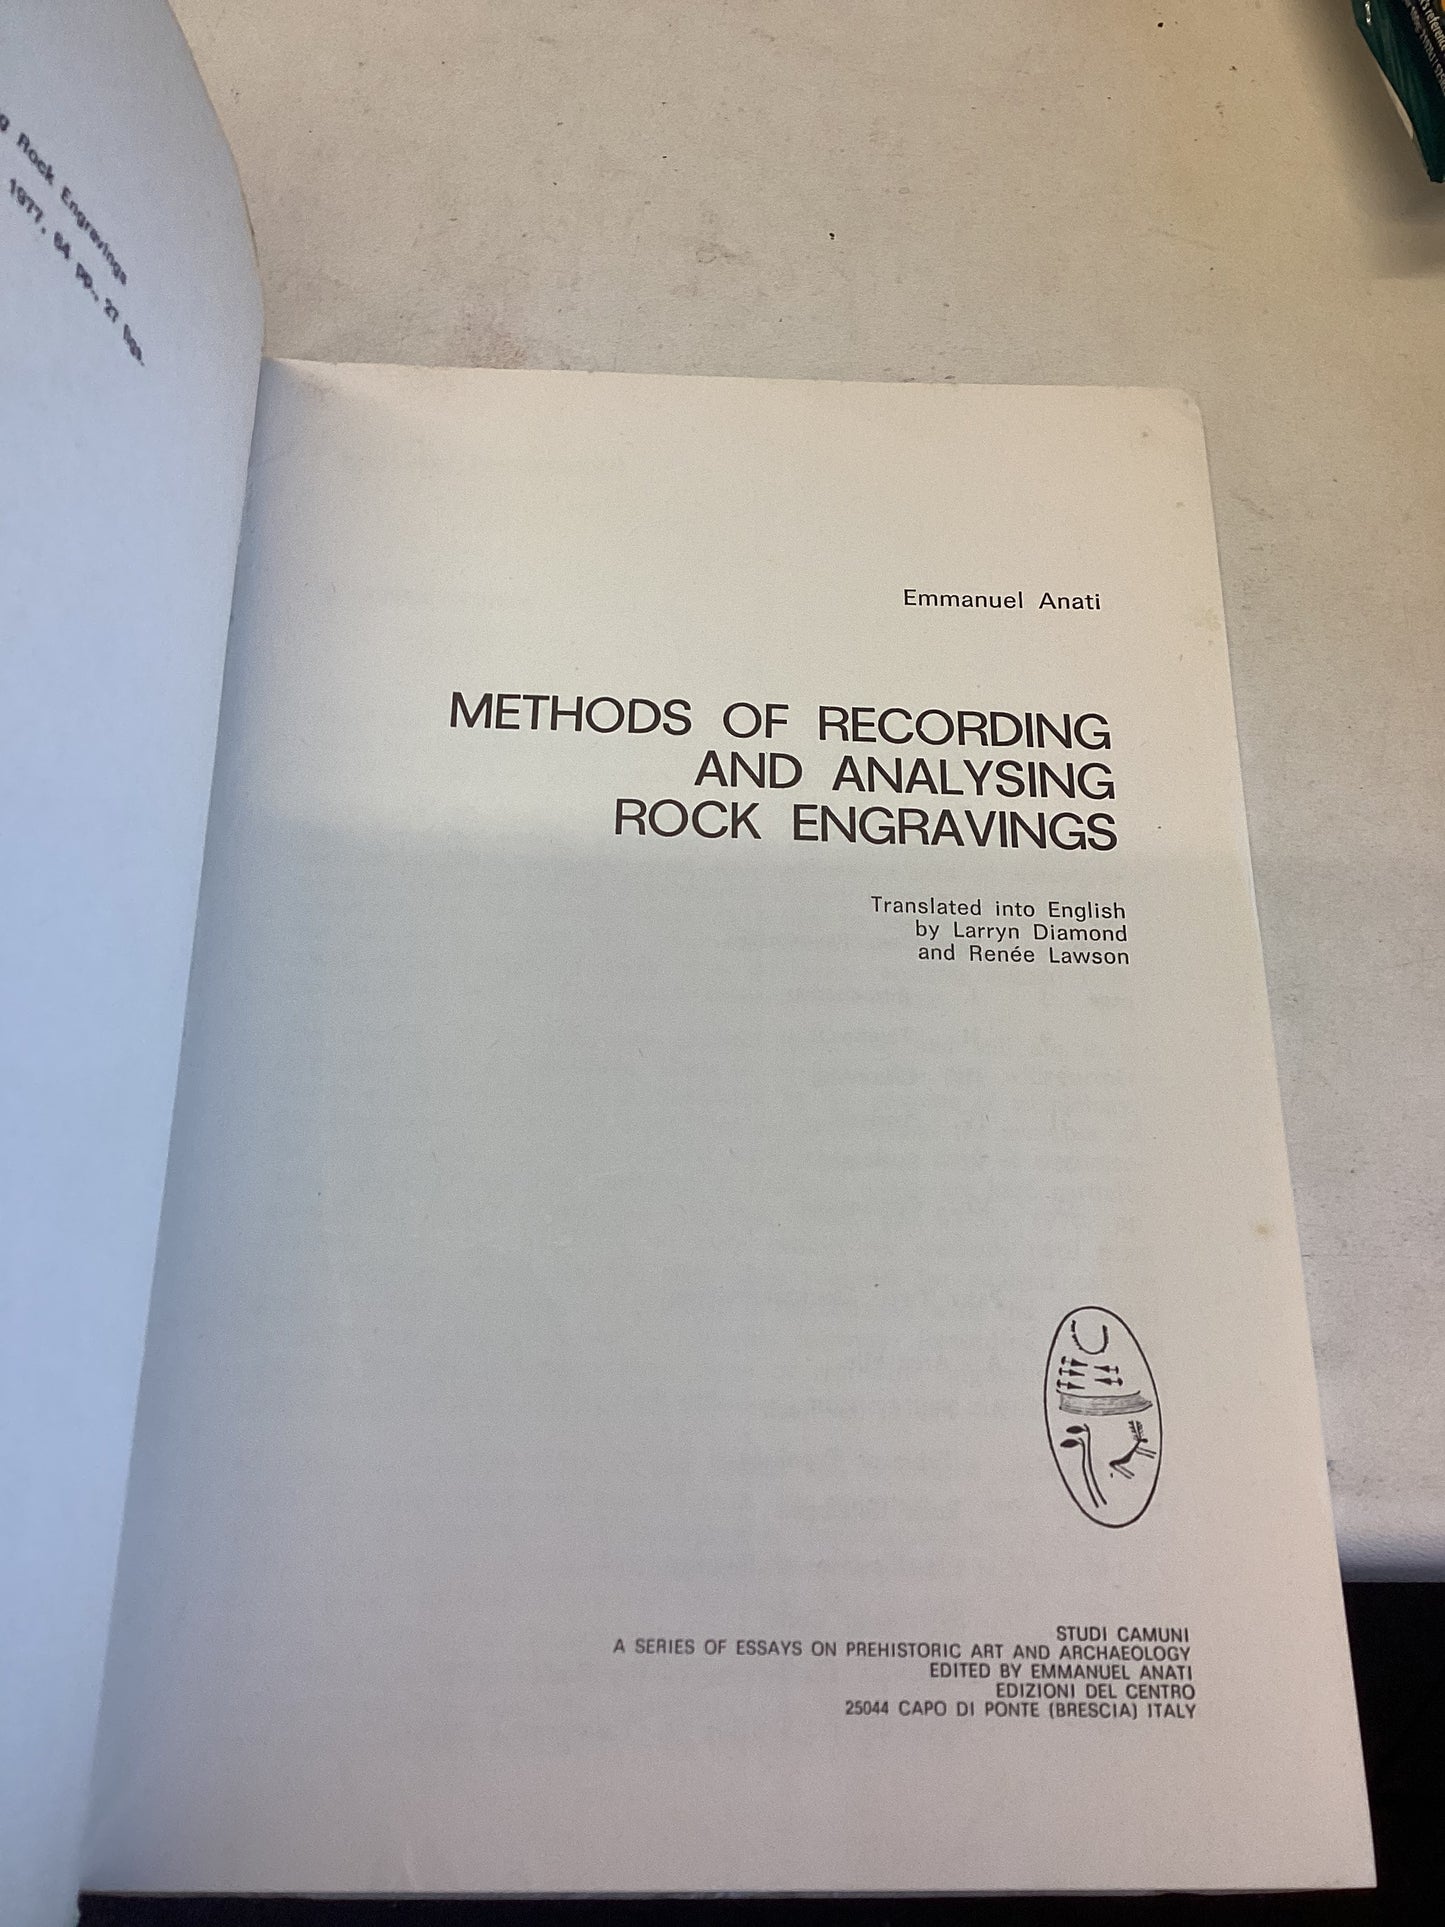 Rock Engravings
1977. 64 pp., 27 figs.
Emmanuel Anati
METHODS OF RECORDING
AND ANALYSING
ROCK ENGRAVINGS
Translated into English
by Larryn Diamond
and Renée Lawson
STUDI CAMUNI
A SERIES OF ESSAYS ON PREHISTORIC ART AND ARCHAEOLOGY
EDITED BY EMMANUEL ANATI
EDIZIONI DEL CENTRO
25044 CAPO DI PONTE (BRESCIA) ITALY